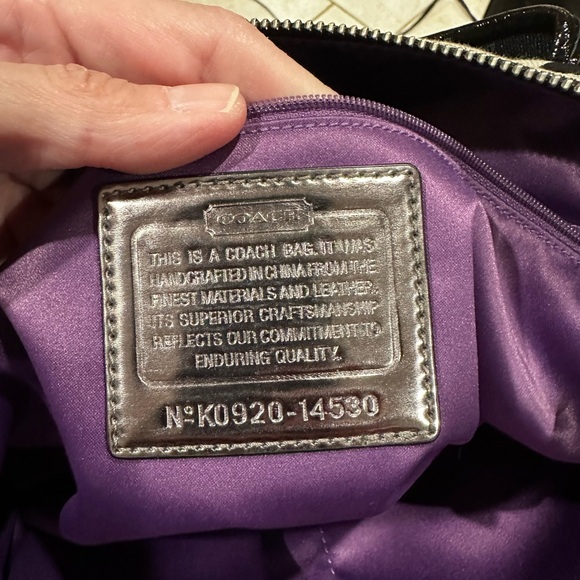 COACH
THIS IS A COACH BAG. IT WAS
HANDCRAFTED IN CHINA FROM THE
FINEST MATERIALS AND LEATHER.
ITS SUPERIOR CRAFTSMANSHIP
REFLECTS OUR COMMITMENT TO
ENDURING QUALITY.
NºK0920-14530